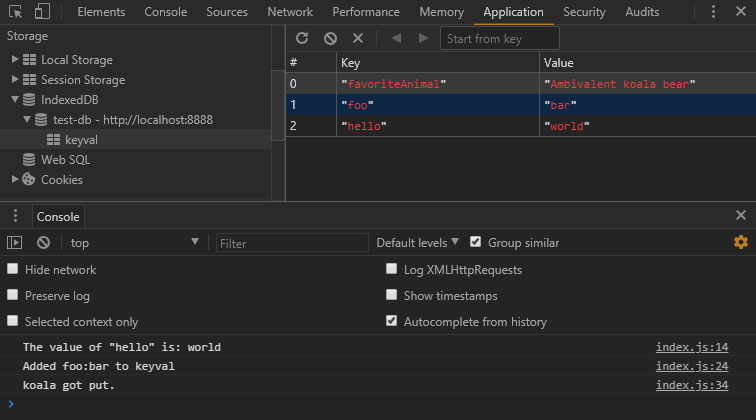 Elements Console Sources Network Performance Memory Application Security Audits
Storage
Local Storage
Session Storage
IndexedDB
test-db - http://localhost:8888
keyval
Web SQL
Cookies
Start from key
# Key Value
0 "favoriteAnimal" "Ambivalent koala bear"
1 "foo" "bar"
2 "hello" "world"
Console
top Filter Default levels Group similar
Hide network Log XMLHttpRequests
Preserve log Show timestamps
Selected context only Autocomplete from history
The value of "hello" is: world index.js:14
Added foo:bar to keyval index.js:24
koala got put. index.js:34